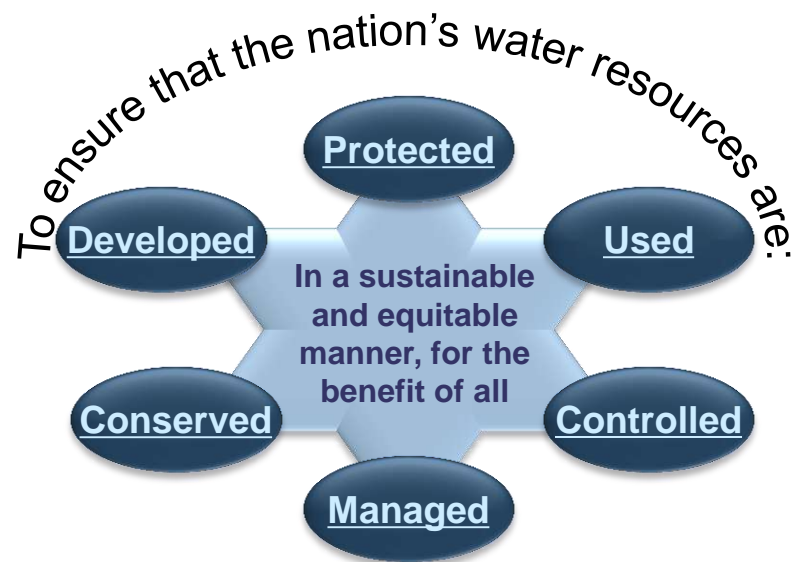 To ensure that the nation’s water resources are:
Protected
Developed
Used
In a sustainable
and equitable
manner, for the
benefit of all
Conserved
Controlled
Managed